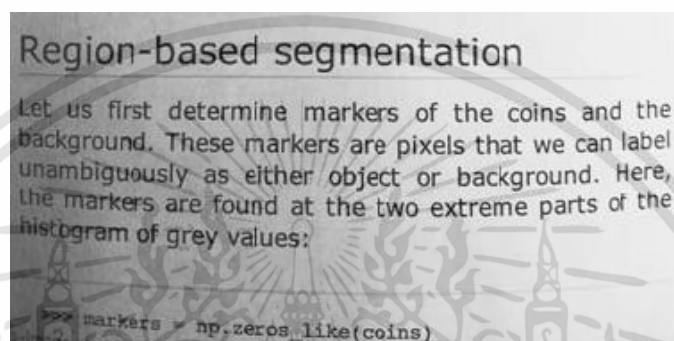 Region-based segmentation
Let us first determine markers of the coins and the
background. These markers are pixels that we can label
unambiguously as either object or background. Here,
the markers are found at the two extreme parts of the
histogram of grey values:
>>> markers = np.zeros_like(coins)